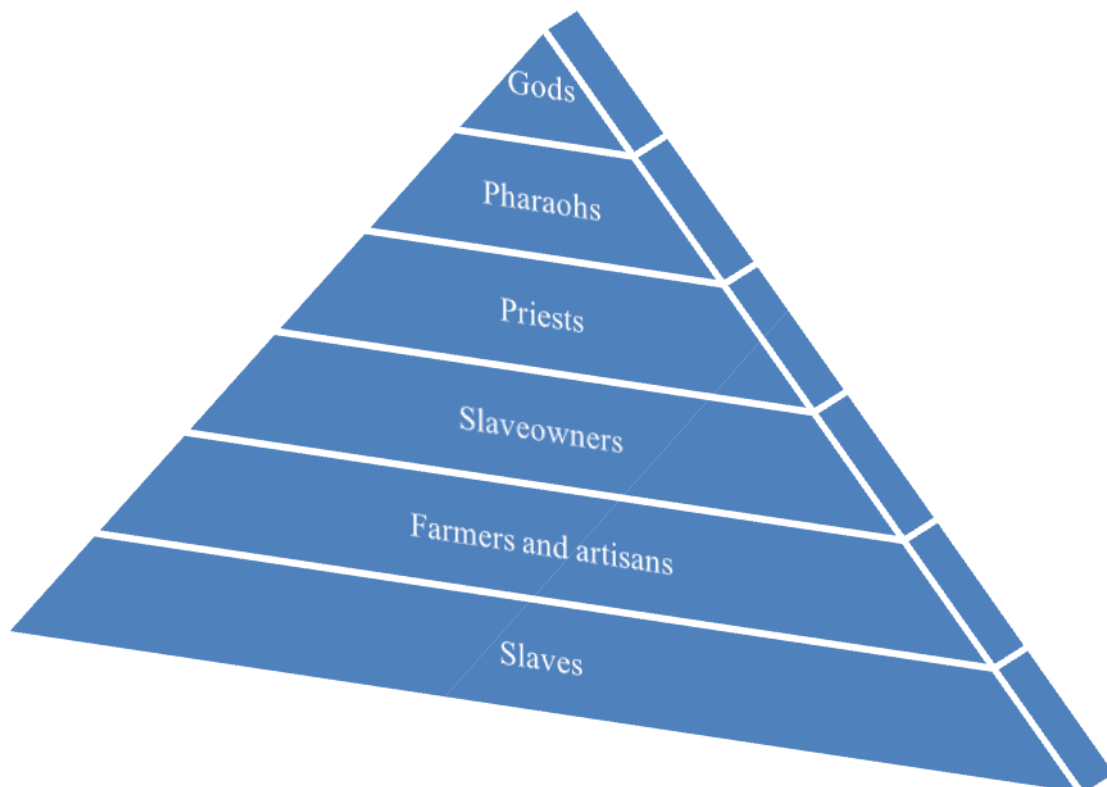 Gods
Pharaohs
Priests
Slaveowners
Farmers and artisans
Slaves